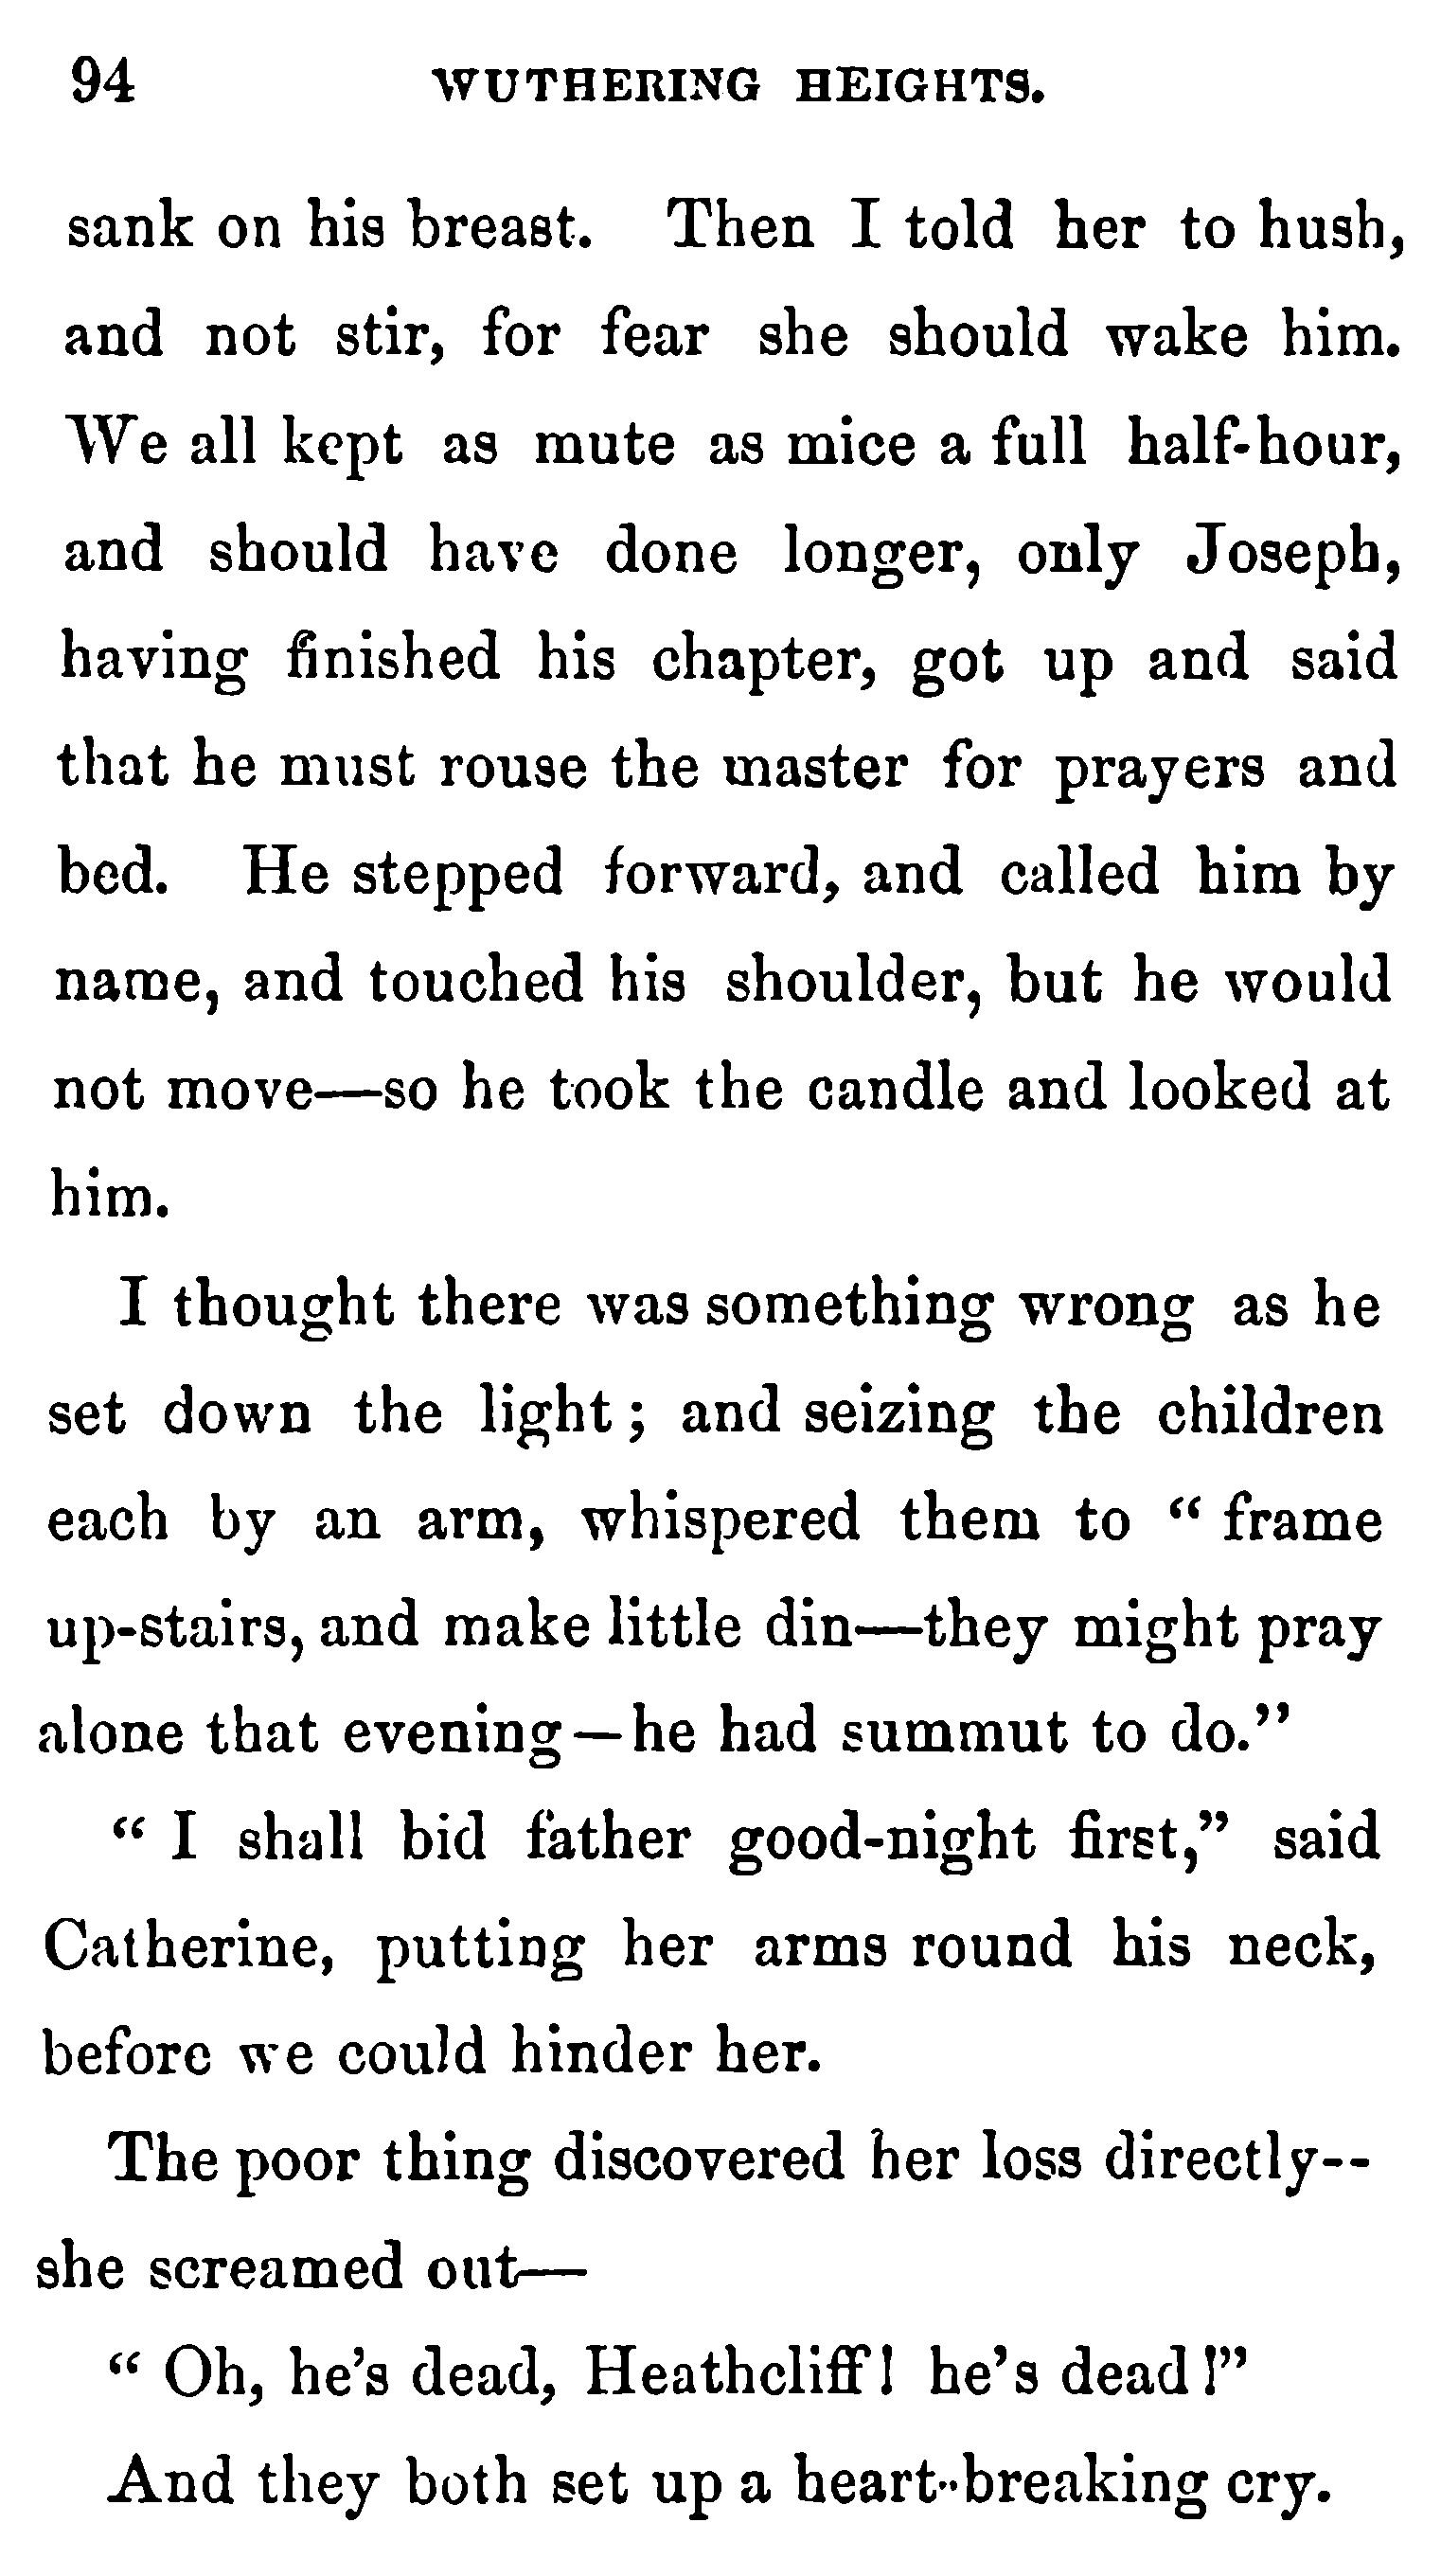 94 WUTHERING HEIGHTS.
sank on his breast. Then I told her to hush,
and not stir, for fear she should wake him.
We all kept as mute as mice a full half-hour,
and should have done longer, only Joseph,
having finished his chapter, got up and said
that he must rouse the master for prayers and
bed. He stepped forward, and called him by
name, and touched his shoulder, but he would
not move—so he took the candle and looked at
him.
I thought there was something wrong as he
set down the light; and seizing the children
each by an arm, whispered them to “ frame
up-stairs, and make little din—they might pray
alone that evening—he had summut to do.”
“ I shall bid father good-night first,” said
Catherine, putting her arms round his neck,
before we could hinder her.
The poor thing discovered her loss directly--
she screamed out—
“ Oh, he’s dead, Heathcliff! he’s dead!”
And they both set up a heart-breaking cry.